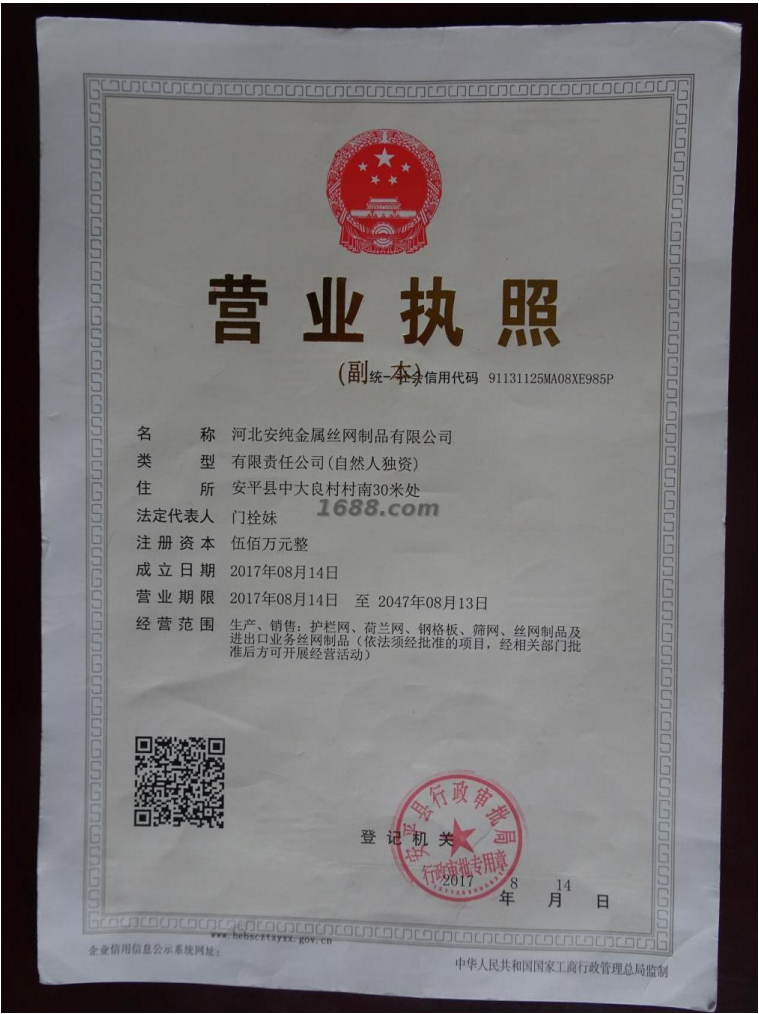 营业执照
(副 本)
统一社会信用代码 91131125MA08XE985P
名 称 河北安纯金属丝网制品有限公司
类 型 有限责任公司(自然人独资)
住 所 安平县中大良村村南30米处
1688.com
法定代表人 门栓妹
注册资本 伍佰万元整
成立日期 2017年08月14日
营业期限 2017年08月14日 至 2047年08月13日
经营范围 生产、销售: 护栏网、荷兰网、钢格板、筛网、丝网制品及
进出口业务丝网制品（依法须经批准的项目, 经相关部门批
准后方可开展经营活动）
安平县行政审批局
登记机关
行政审批专用章
2017 8 14
年 月 日
www.hebscztxyxx.gov.cn
企业信用信息公示系统网址:
中华人民共和国国家工商行政管理总局监制